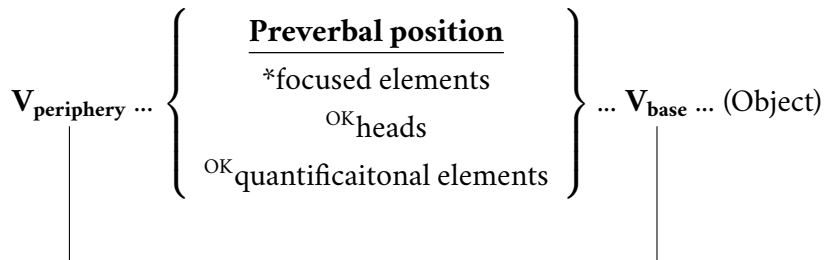 Preverbal position
*focused elements
V_periphery ... { } ... V_base ... (Object)
OKheads
OKquantificaitonal elements